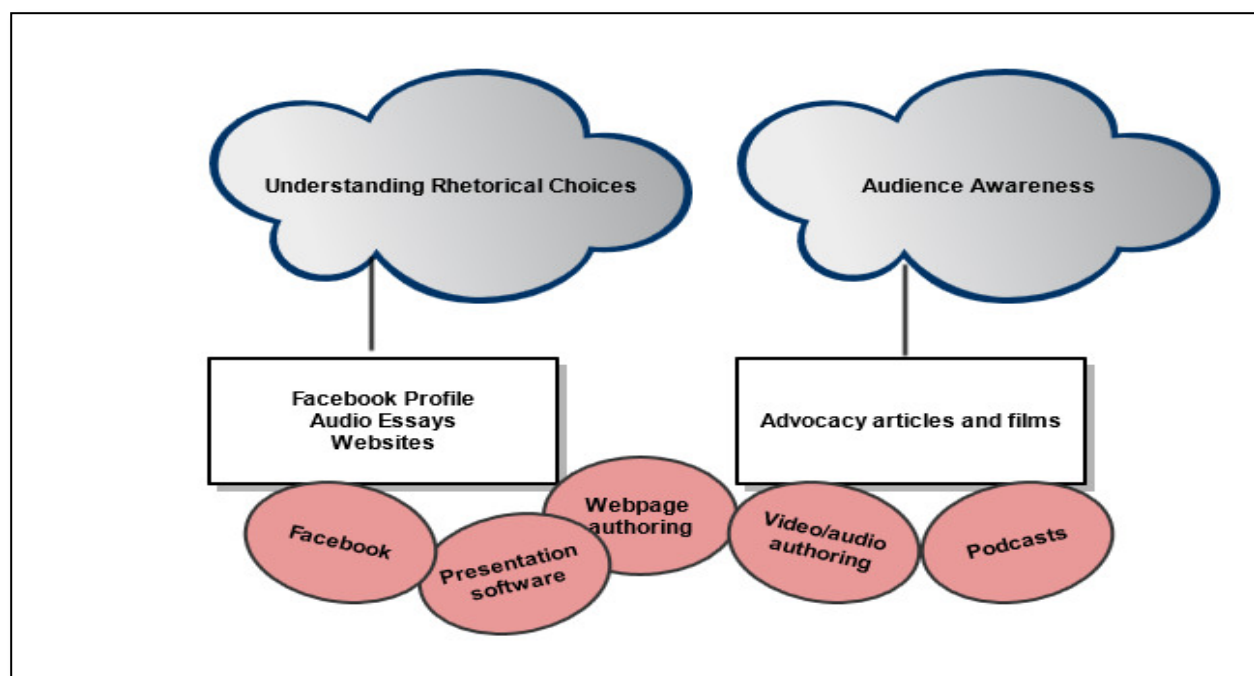 Understanding Rhetorical Choices
Audience Awareness
Facebook Profile
Audio Essays
Websites
Advocacy articles and films
Facebook
Presentation
software
Webpage
authoring
Video/audio
authoring
Podcasts